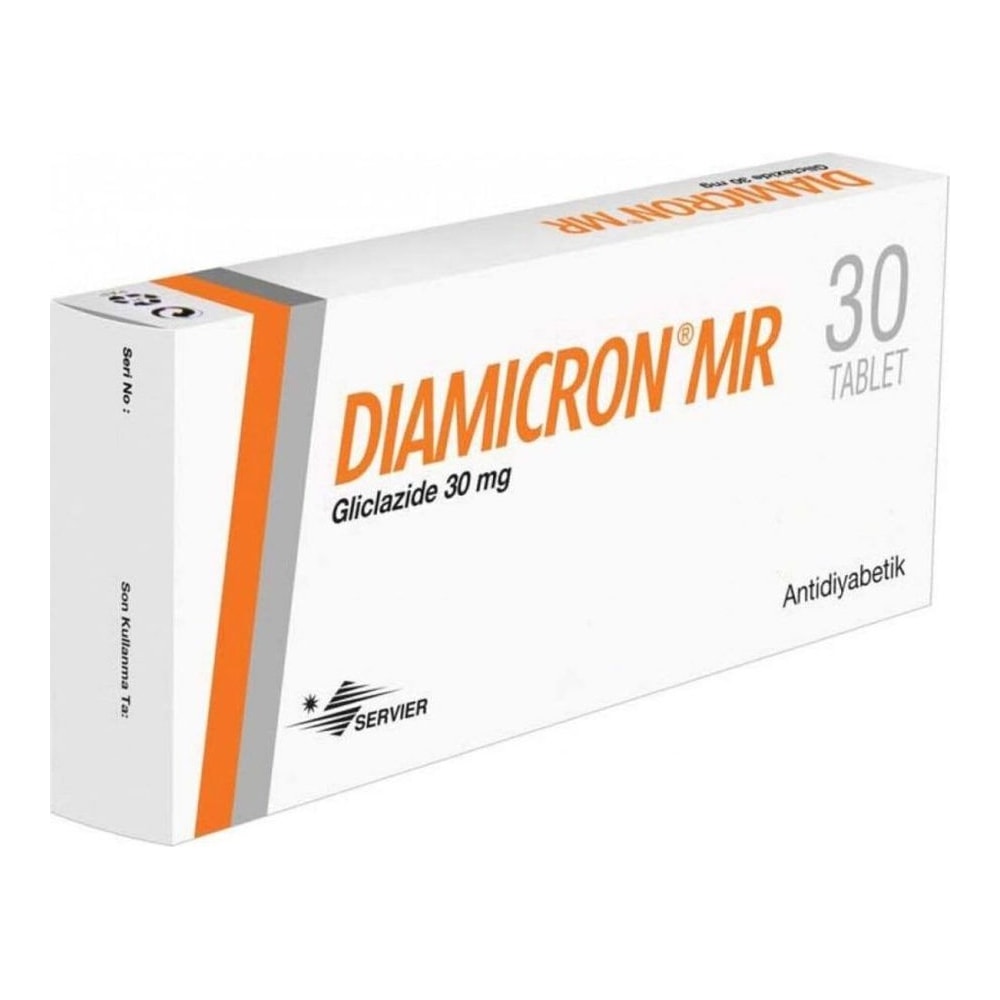 Gliclazide 30 mg
DIAMICRON® MR
30
TABLET
DIAMICRON® MR
Gliclazide 30 mg
Antidiyabetik
SERVIER
Seri No :
Son Kullanma Ta: